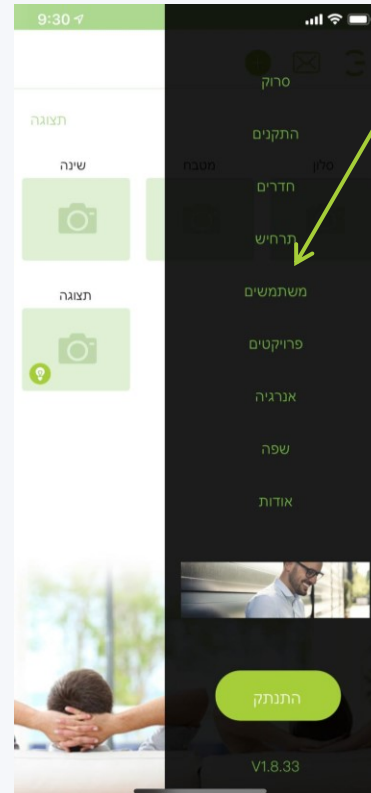 9:30
סרוק
התקנים
חדרים
תרחיש
משתמשים
פרויקטים
אנרגיה
שפה
אודות
התנתק
V1.8.33
תצוגה
סלון
מטבח
שינה
תצוגה